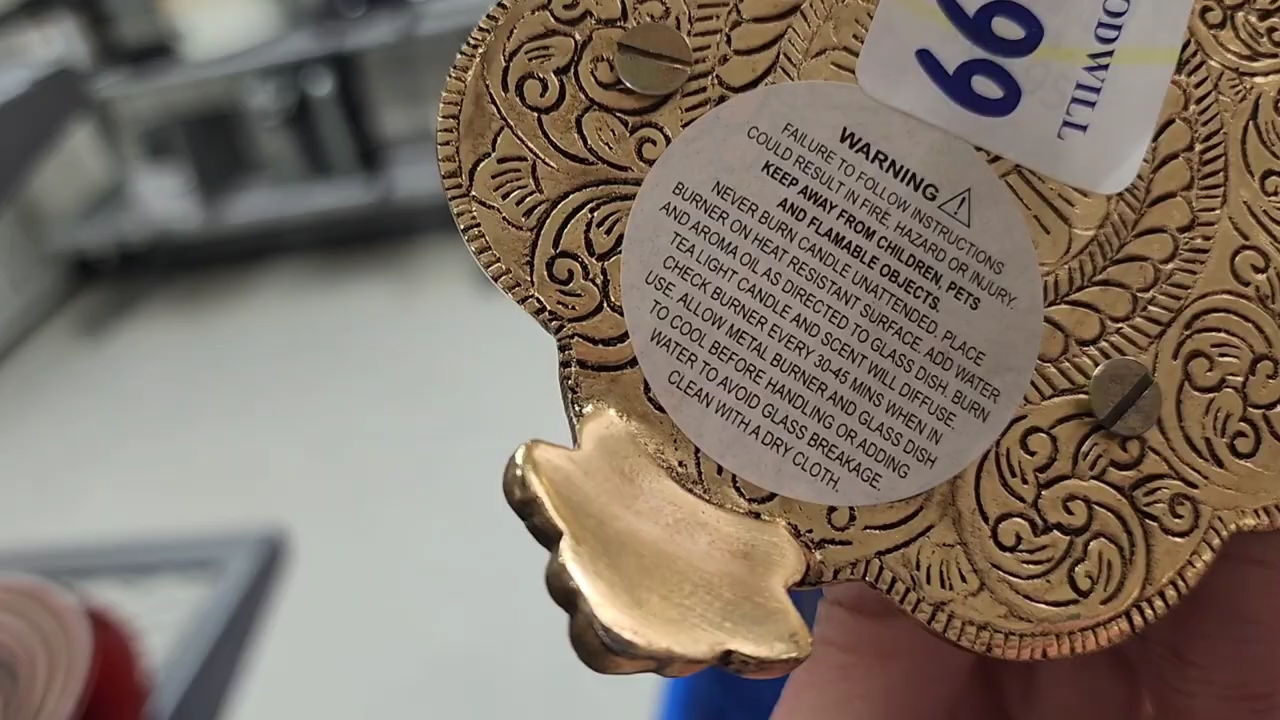 99
ODWILL
WARNING
FAILURE TO FOLLOW INSTRUCTIONS
COULD RESULT IN FIRE, HAZARD OR INJURY.
KEEP AWAY FROM CHILDREN, PETS
AND FLAMABLE OBJECTS.
NEVER BURN CANDLE UNATTENDED. PLACE
BURNER ON HEAT RESISTANT SURFACE. ADD WATER
AND AROMA OIL AS DIRECTED TO GLASS DISH. BURN
TEA LIGHT CANDLE AND SCENT WILL DIFFUSE.
CHECK BURNER EVERY 30-45 MINS WHEN IN
USE. ALLOW METAL BURNER AND GLASS DISH
TO COOL BEFORE HANDLING OR ADDING
WATER TO AVOID GLASS BREAKAGE.
CLEAN WITH A DRY CLOTH.